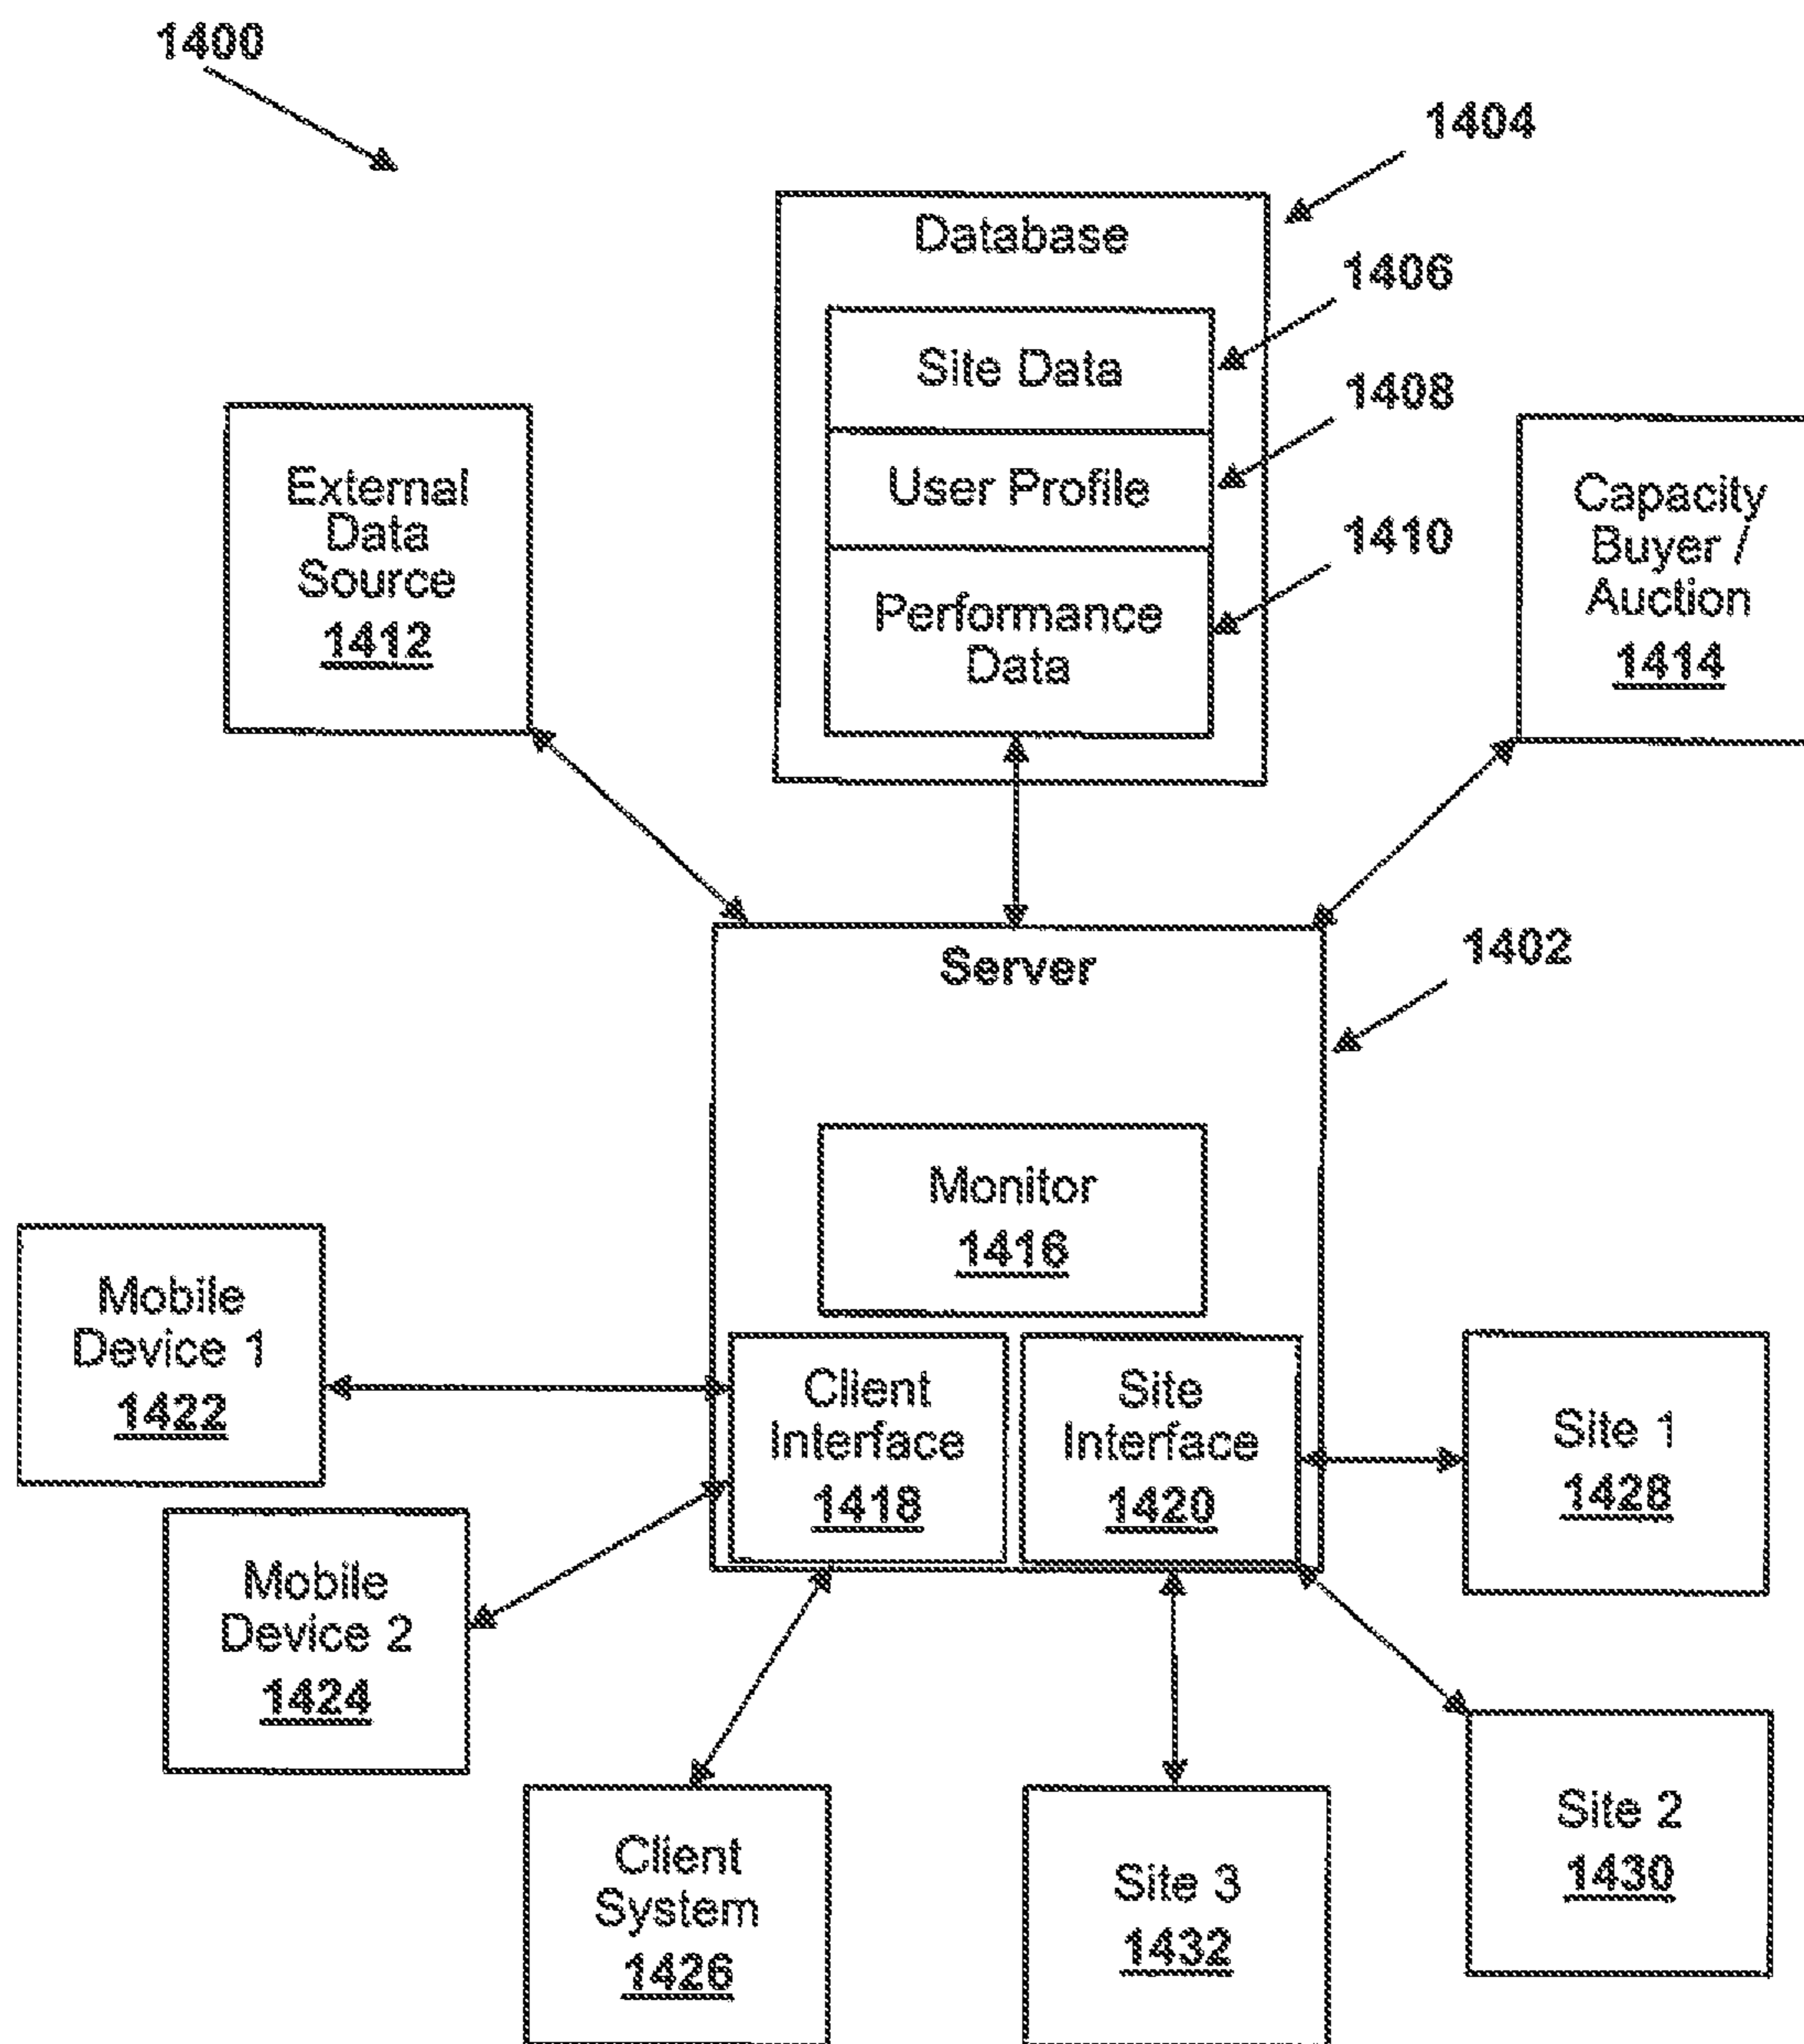 1400
1404
Database
1406
Site Data
1408
User Profile
1410
Performance
Data
External
Data
Source
1412
Capacity
Buyer /
Auction
1414
Server
1402
Monitor
1416
Mobile
Device 1
1422
Client
Interface
1418
Site
Interface
1420
Site 1
1428
Mobile
Device 2
1424
Client
System
1426
Site 3
1432
Site 2
1430